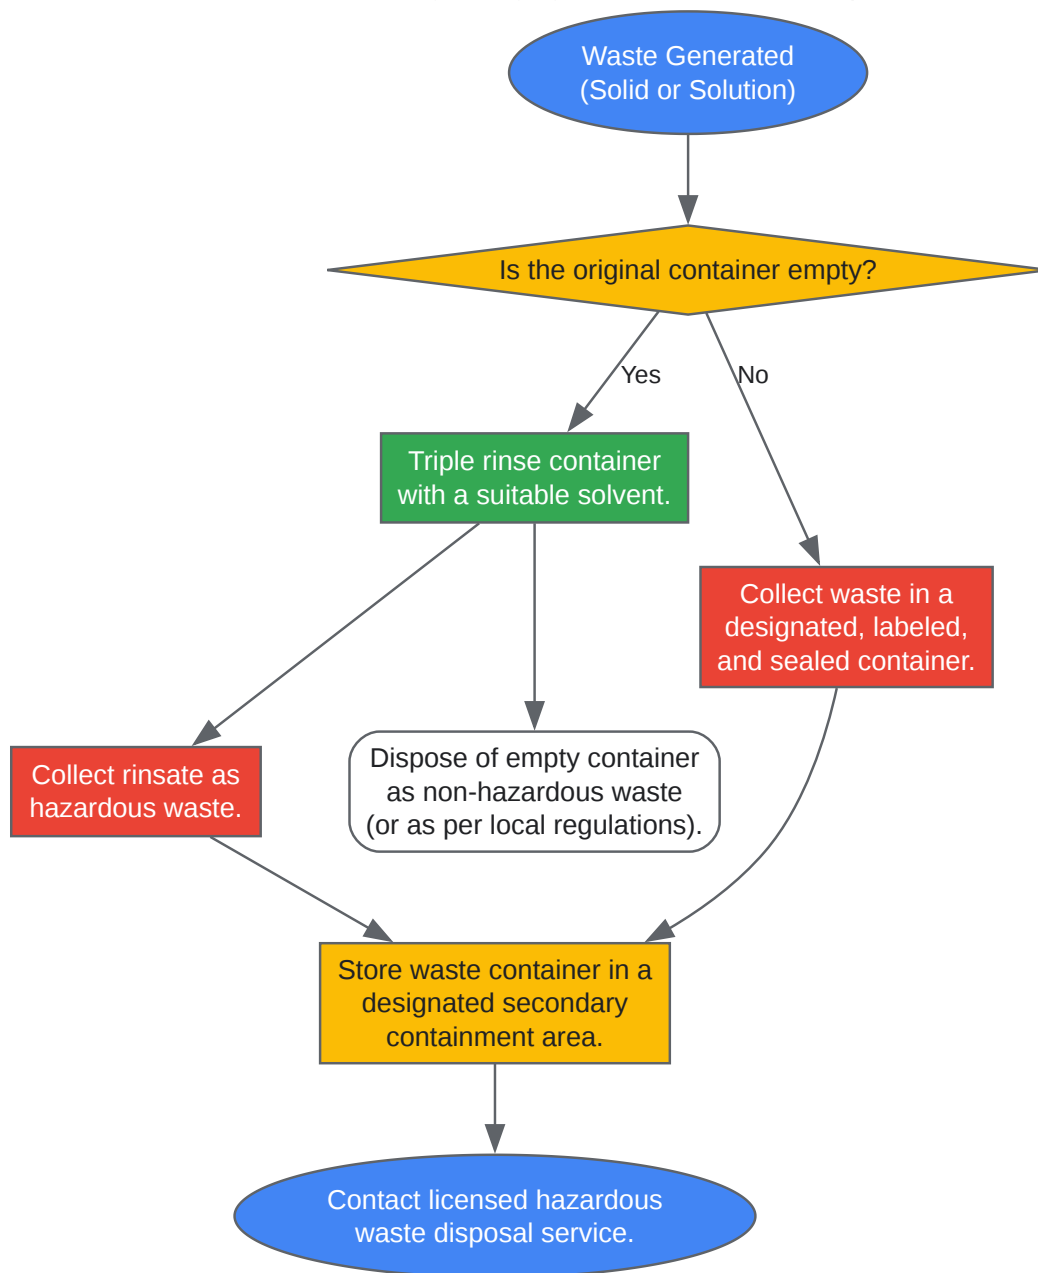 Waste Generated
(Solid or Solution)
Is the original container empty?
Yes
No
Triple rinse container
with a suitable solvent.
Collect waste in a
designated, labeled,
and sealed container.
Collect rinsate as
hazardous waste.
Dispose of empty container
as non-hazardous waste
(or as per local regulations).
Store waste container in a
designated secondary
containment area.
Contact licensed hazardous
waste disposal service.